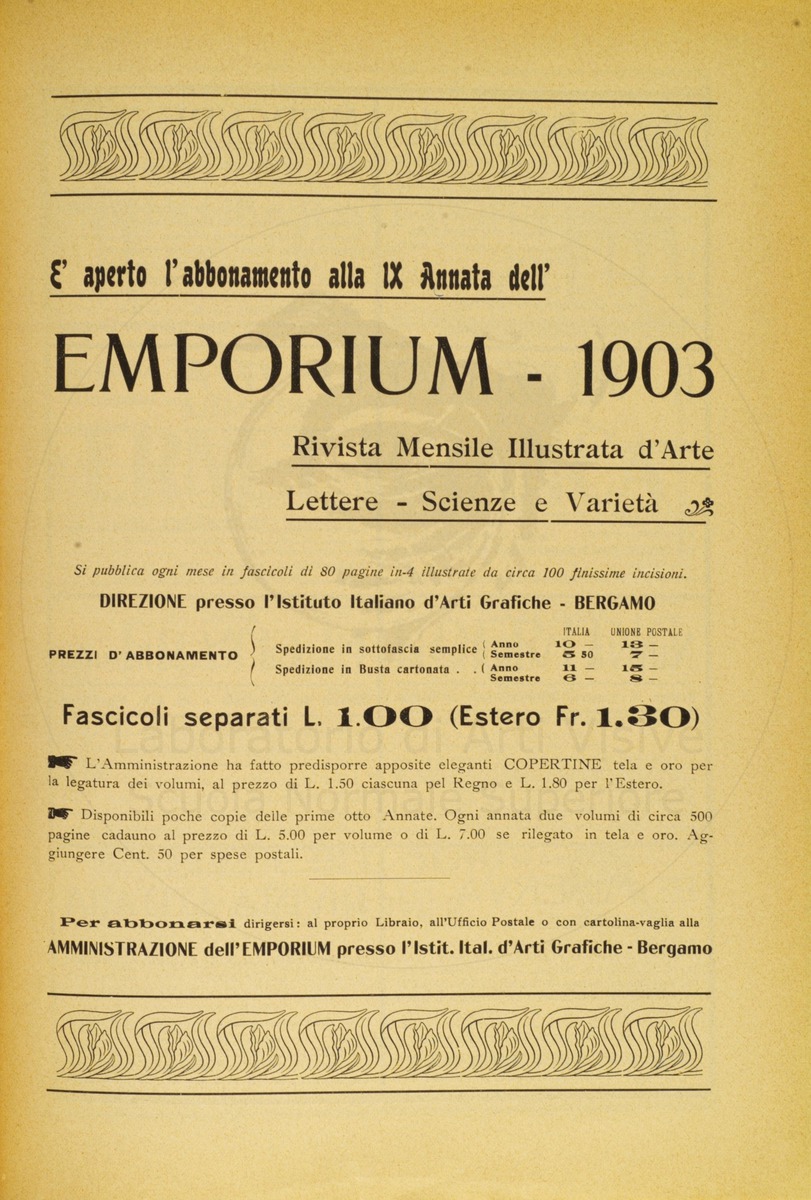 E' aperto l'abbonamento alla IX Annata dell'
EMPORIUM - 1903
Rivista Mensile Illustrata d'Arte
Lettere - Scienze e Varietà
Si pubblica ogni mese in fascicoli di 80 pagine in-4 illustrate da circa 100 finissime incisioni.
DIREZIONE presso l'Istituto Italiano d'Arti Grafiche - BERGAMO
ITALIA UNIONE POSTALE
PREZZI D'ABBONAMENTO
Spedizione in sottofascia semplice ( Anno 10 — 13 —
( Semestre 5 50 7 —
Spedizione in Busta cartonata . . ( Anno 11 — 15 —
Semestre 6 — 8 —
Fascicoli separati L. 1.00 (Estero Fr. 1.30)
☛ L'Amministrazione ha fatto predisporre apposite eleganti COPERTINE tela e oro per
la legatura dei volumi, al prezzo di L. 1.50 ciascuna pel Regno e L. 1.80 per l'Estero.
☛ Disponibili poche copie delle prime otto Annate. Ogni annata due volumi di circa 500
pagine cadauno al prezzo di L. 5.00 per volume o di L. 7.00 se rilegato in tela e oro. Ag-
giungere Cent. 50 per spese postali.
Per abbonarsi dirigersi: al proprio Libraio, all'Ufficio Postale o con cartolina-vaglia alla
AMMINISTRAZIONE dell'EMPORIUM presso l'Istit. Ital. d'Arti Grafiche - Bergamo